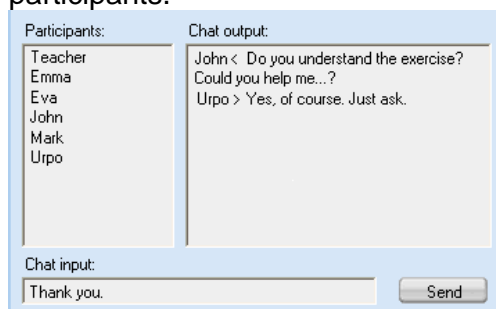 participants.
Participants:
Teacher
Emma
Eva
John
Mark
Urpo
Chat output:
John < Do you understand the exercise?
Could you help me...?
Urpo > Yes, of course. Just ask.
Chat input:
Thank you.
Send